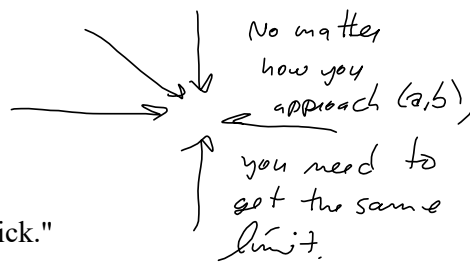 No matter
how you
approach (a,b)
you need to
get the same
limit.
ick."